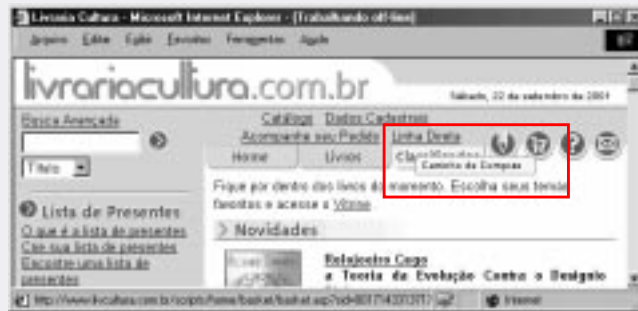 Livraria Cultura - Microsoft Internet Explorer - [Trabalhando off-line]
Arquivo Editar Exibir Favoritos Ferramentas Ajuda
livrariacultura.com.br
Sábado, 22 de setembro de 2001
Busca Avançada
Catálogo Dados Cadastrais
Acompanhe seu Pedido Linha Direta
Título
Home Livros
Caminho de Compras
Fique por dentro dos livros do momento. Escolha seus temas
favoritos e acesse a Vitrine
Lista de Presentes
O que é a lista de presentes
Crie sua lista de presentes
Encontre uma lista de
presentes
> Novidades
Relojoeiro Cego
a Teoria da Evolução Contra o Desígnio
Internet